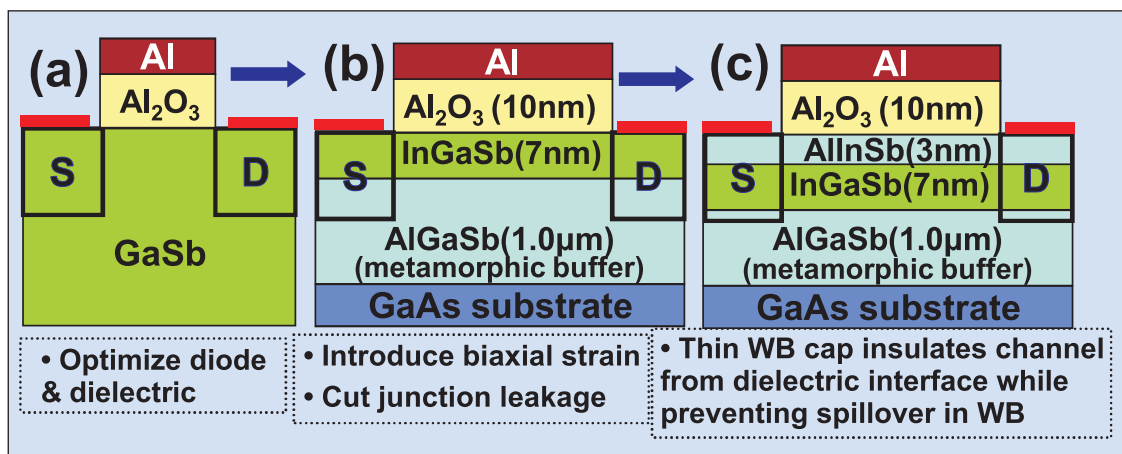 (a)
Al
Al₂O₃
S
D
GaSb
• Optimize diode
& dielectric
(b)
Al
Al₂O₃ (10nm)
InGaSb(7nm)
S
D
AlGaSb(1.0µm)
(metamorphic buffer)
GaAs substrate
• Introduce biaxial strain
• Cut junction leakage
(c)
Al
Al₂O₃ (10nm)
AlInSb(3nm)
S
D
InGaSb(7nm)
AlGaSb(1.0µm)
(metamorphic buffer)
GaAs substrate
• Thin WB cap insulates channel
from dielectric interface while
preventing spillover in WB